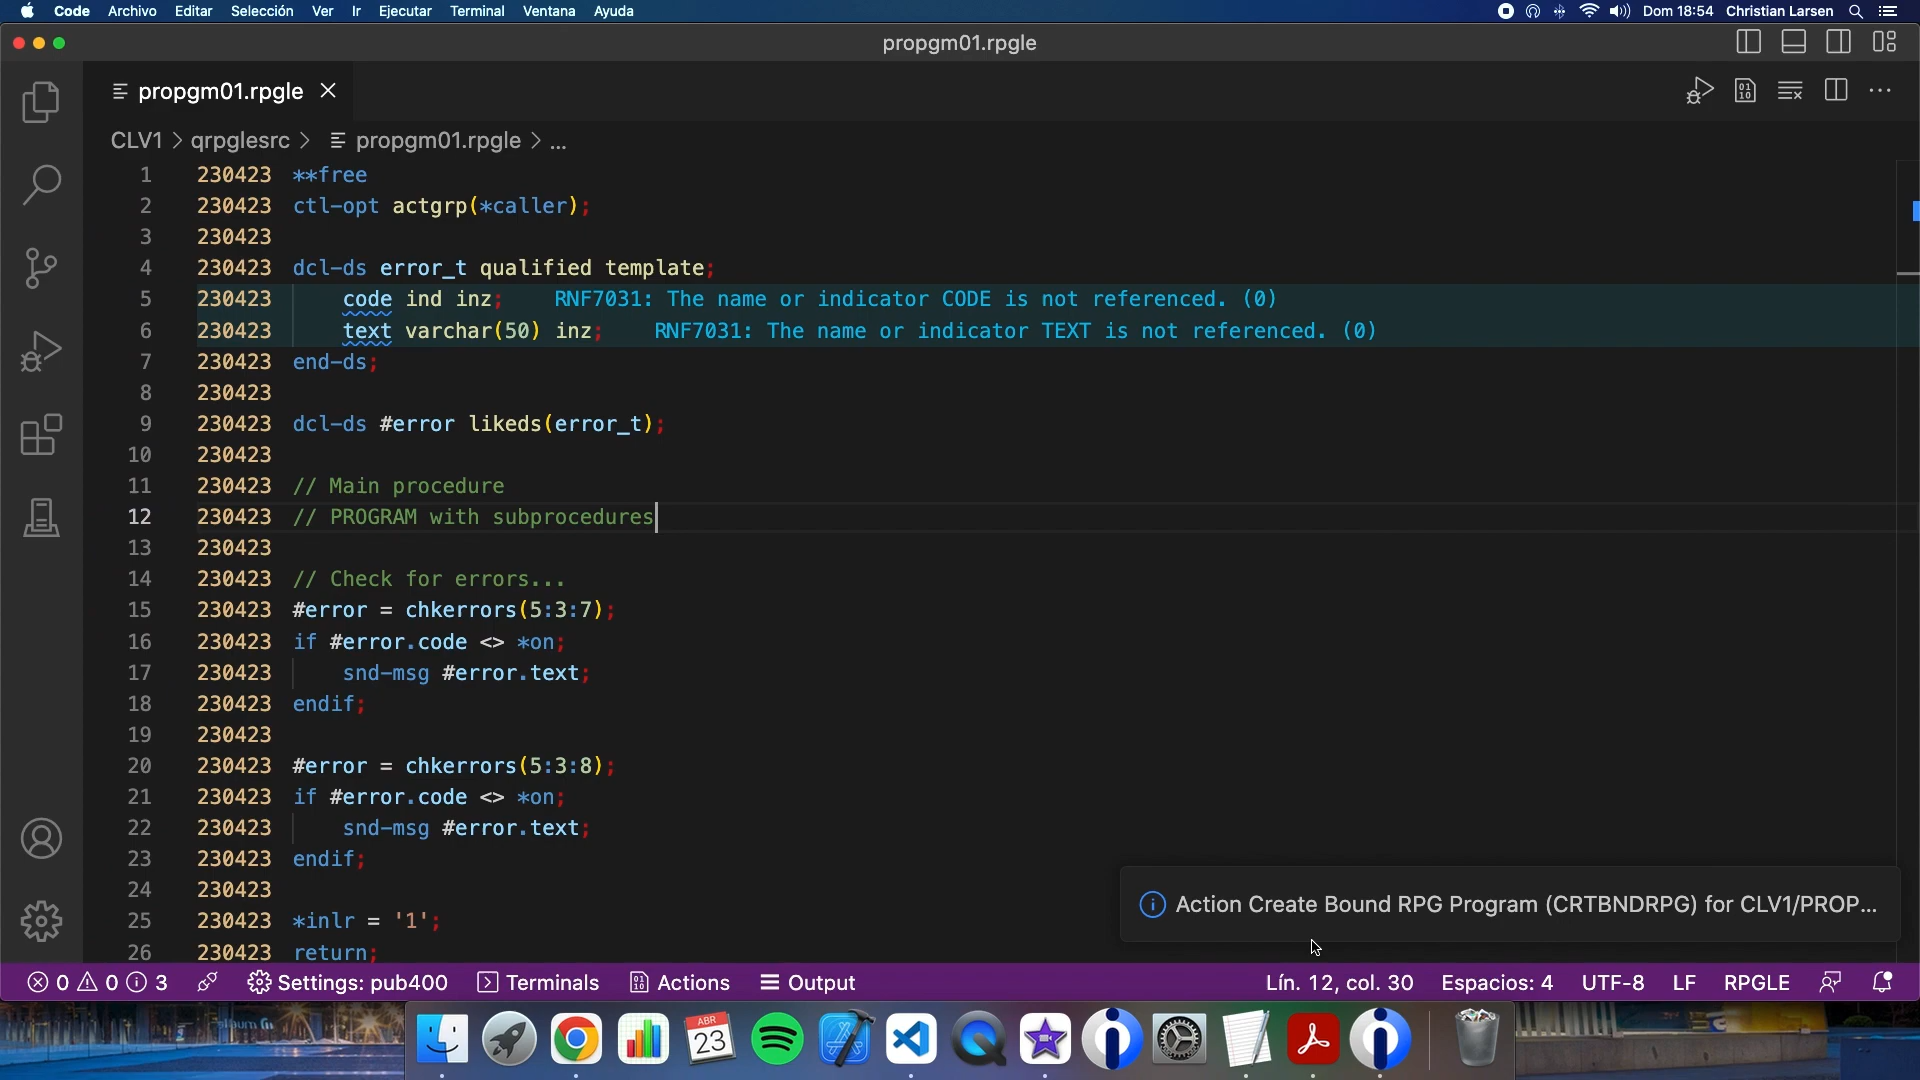 Code Archivo Editar Selección Ver Ir Ejecutar Terminal Ventana Ayuda Dom 18:54 Christian Larsen
propgm01.rpgle
propgm01.rpgle
CLV1 > qrpglesrc > propgm01.rpgle > ...
1 230423 **free
2 230423 ctl-opt actgrp(*caller);
3 230423
4 230423 dcl-ds error_t qualified template;
5 230423 code ind inz; RNF7031: The name or indicator CODE is not referenced. (0)
6 230423 text varchar(50) inz; RNF7031: The name or indicator TEXT is not referenced. (0)
7 230423 end-ds;
8 230423
9 230423 dcl-ds #error likeds(error_t);
10 230423
11 230423 // Main procedure
12 230423 // PROGRAM with subprocedures
13 230423
14 230423 // Check for errors...
15 230423 #error = chkerrors(5:3:7);
16 230423 if #error.code <> *on;
17 230423 snd-msg #error.text;
18 230423 endif;
19 230423
20 230423 #error = chkerrors(5:3:8);
21 230423 if #error.code <> *on;
22 230423 snd-msg #error.text;
23 230423 endif;
24 230423
25 230423 *inlr = '1';
26 230423 return;
Action Create Bound RPG Program (CRTBNDRPG) for CLV1/PROP...
0 0 3 Settings: pub400 Terminals Actions Output Lín. 12, col. 30 Espacios: 4 UTF-8 LF RPGLE
ABR
23